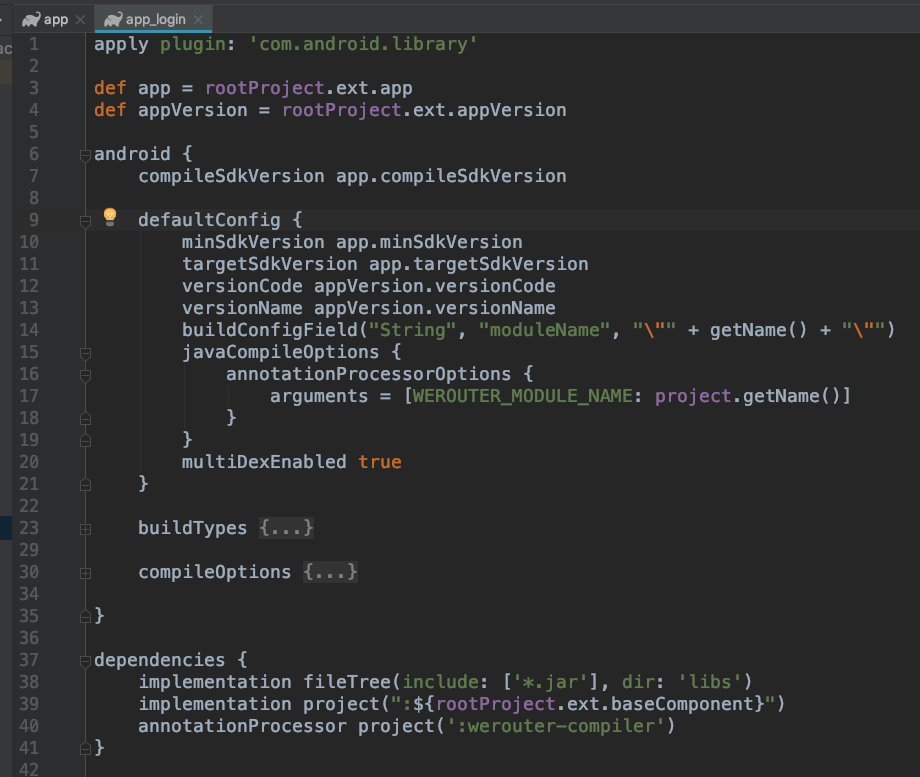 app × app_login ×
ac
1 apply plugin: 'com.android.library'
2
3 def app = rootProject.ext.app
4 def appVersion = rootProject.ext.appVersion
5
6 android {
7 compileSdkVersion app.compileSdkVersion
8
9 defaultConfig {
10 minSdkVersion app.minSdkVersion
11 targetSdkVersion app.targetSdkVersion
12 versionCode appVersion.versionCode
13 versionName appVersion.versionName
14 buildConfigField("String", "moduleName", "\"" + getName() + "\"")
15 javaCompileOptions {
16 annotationProcessorOptions {
17 arguments = [WEROUTER_MODULE_NAME: project.getName()]
18 }
19 }
20 multiDexEnabled true
21 }
22
23 buildTypes {...}
29
30 compileOptions {...}
34
35 }
36
37 dependencies {
38 implementation fileTree(include: ['*.jar'], dir: 'libs')
39 implementation project(":${rootProject.ext.baseComponent}")
40 annotationProcessor project(':werouter-compiler')
41 }
42